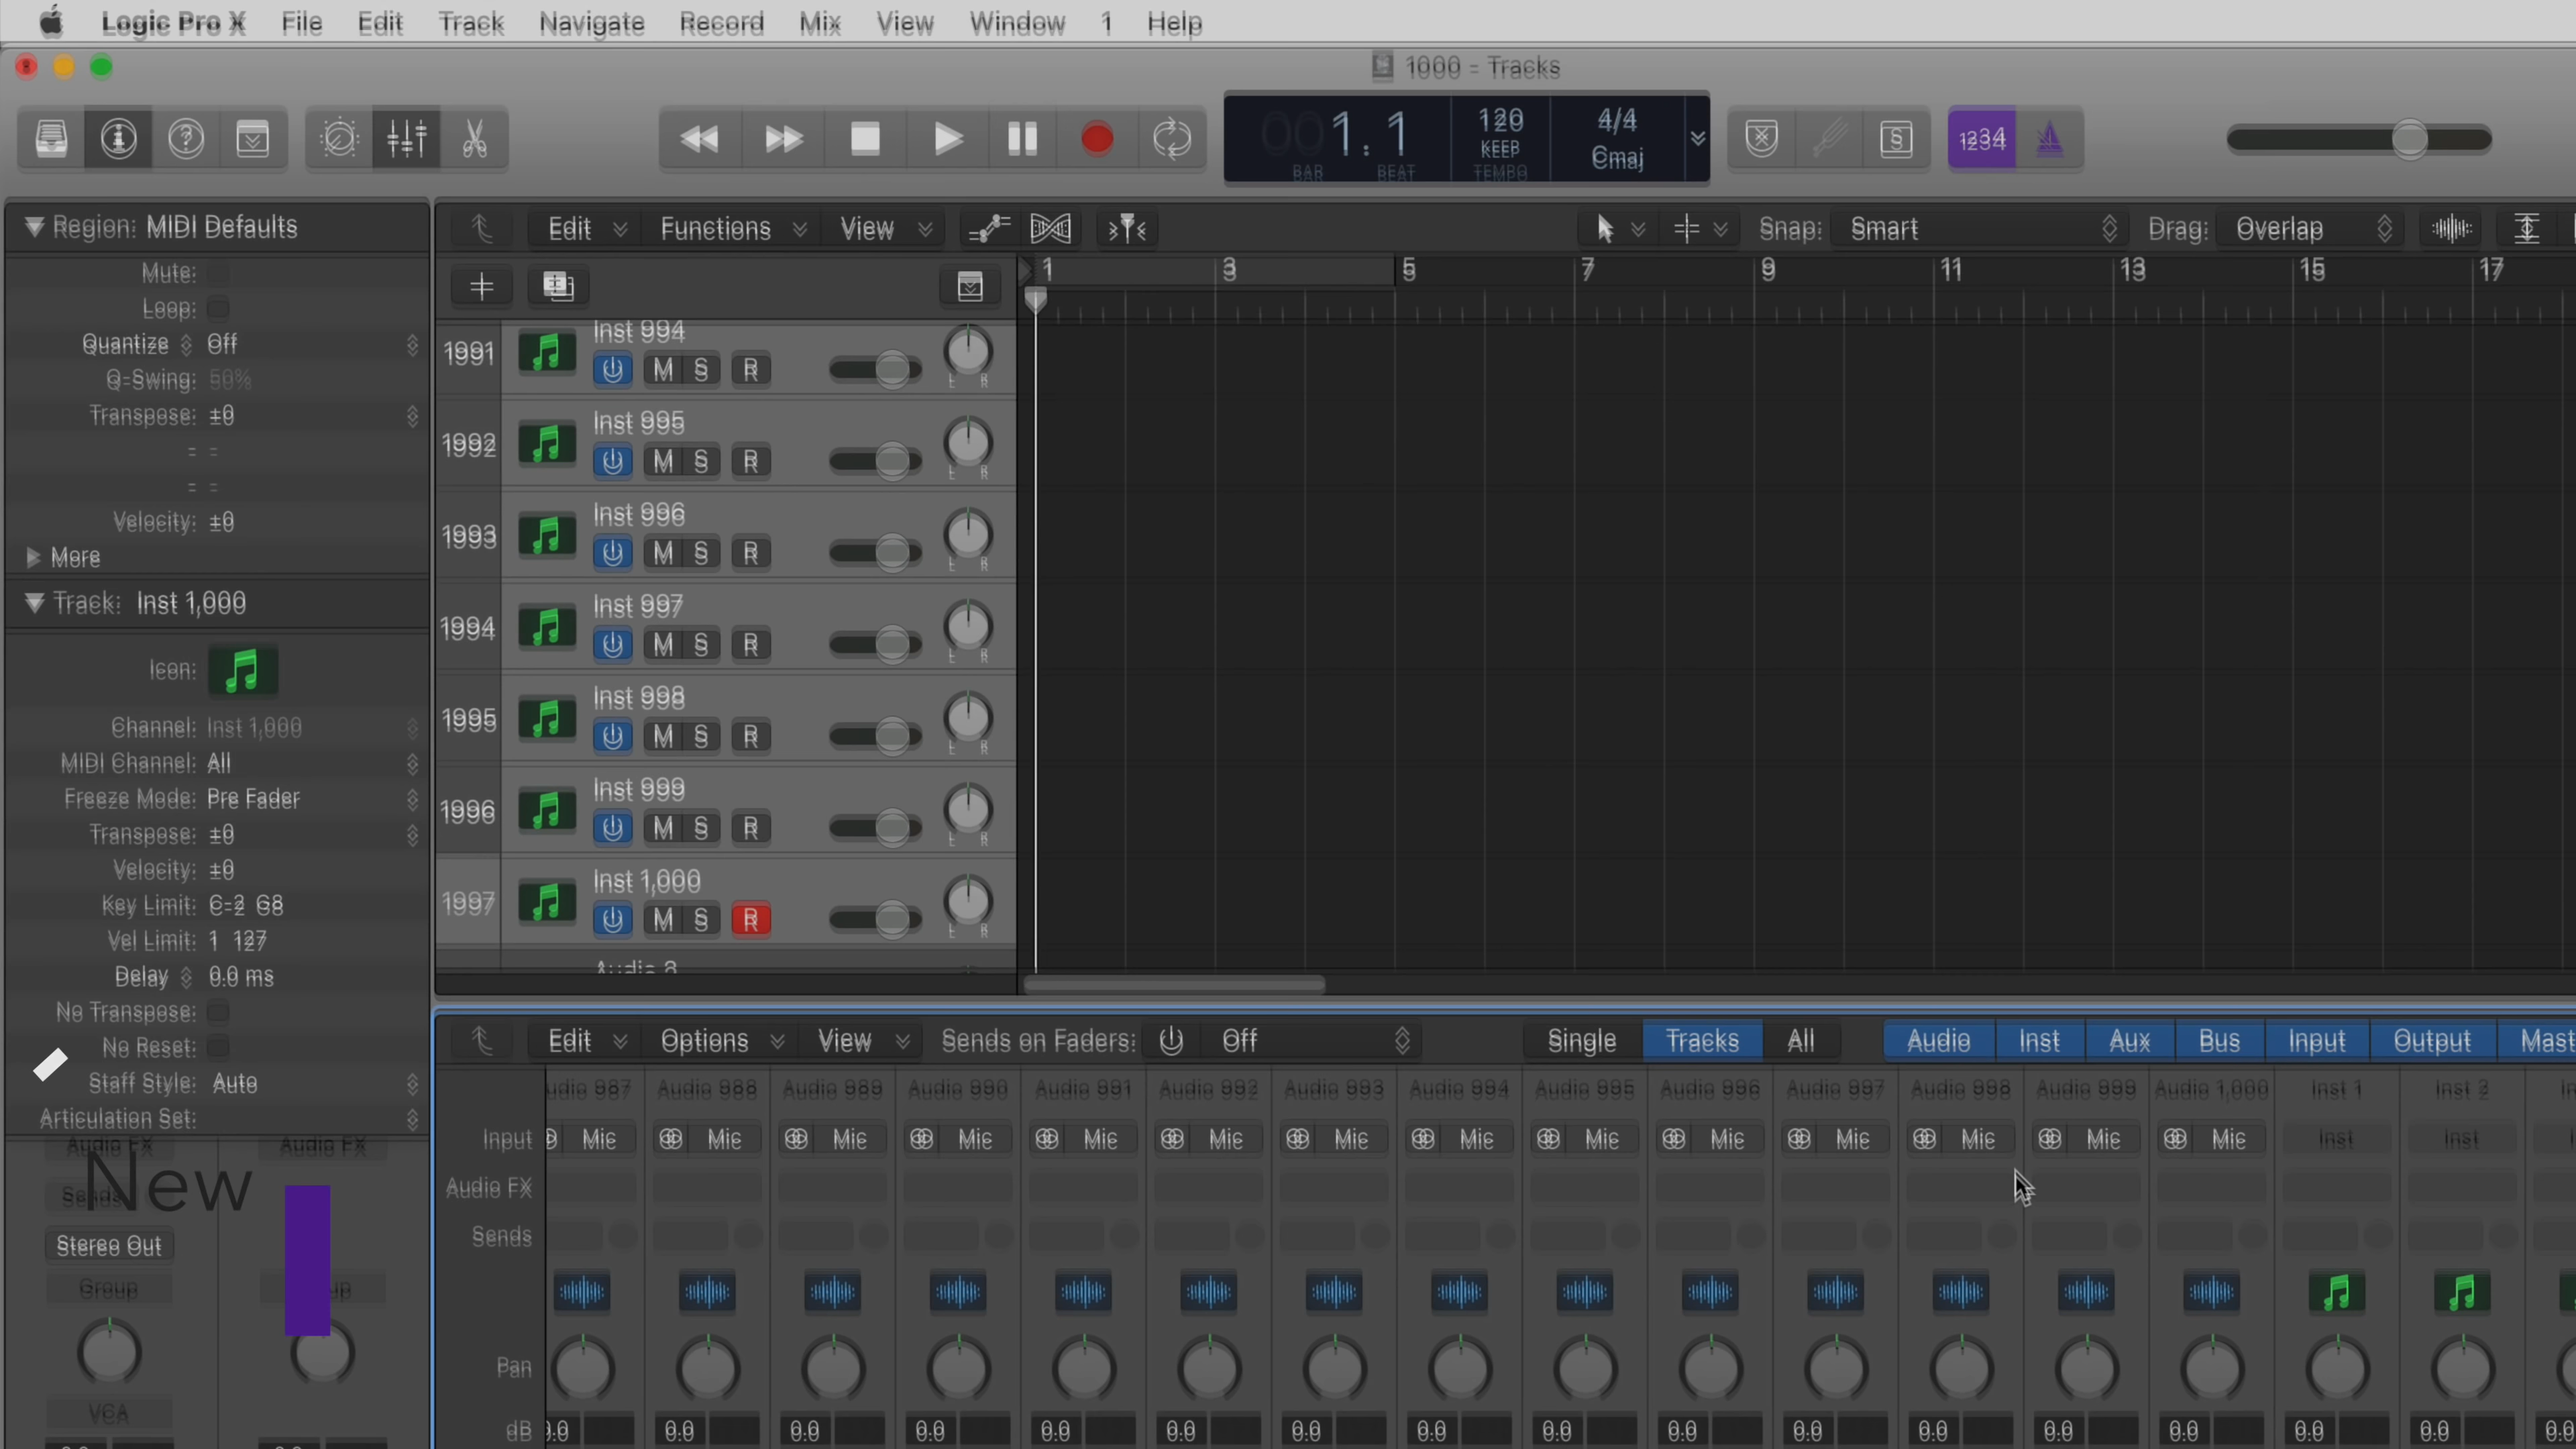 Logic Pro X File Edit Track Navigate Record Mix View Window 1 Help
1000 - Tracks
1. 1 120 4/4
KEEP Cmaj
BAR BEAT TEMPO
1234
Region: MIDI Defaults
Mute:
Loop:
Quantize Off
Q-Swing: 50%
Transpose: ±0
Velocity: ±0
More
Track: Inst 1,000
Icon:
Channel: Inst 1,000
MIDI Channel: All
Freeze Mode: Pre Fader
Transpose: ±0
Velocity: ±0
Key Limit: C-2 G8
Vel Limit: 1 127
Delay 0.0 ms
No Transpose:
No Reset:
Staff Style: Auto
Articulation Set:
Audio FX Audio FX
Sends
New
Stereo Out
Group
VCA
Edit Functions View Snap: Smart Drag: Overlap
1 3 5 7 9 11 13 15 17
1991 Inst 994
M S R L R
1992 Inst 995
M S R L R
1993 Inst 996
M S R L R
1994 Inst 997
M S R L R
1995 Inst 998
M S R L R
1996 Inst 999
M S R L R
1997 Inst 1,000
M S R L R
Edit Options View Sends on Faders: Off Single Tracks All Audio Inst Aux Bus Input Output Mast
udio 987 Audio 988 Audio 989 Audio 990 Audio 991 Audio 992 Audio 993 Audio 994 Audio 995 Audio 996 Audio 997 Audio 998 Audio 999 Audio 1,000 Inst 1 Inst 2
Input Mic Mic Mic Mic Mic Mic Mic Mic Mic Mic Mic Mic Mic Mic Inst Inst
Audio FX
Sends
Pan
dB 0.0 0.0 0.0 0.0 0.0 0.0 0.0 0.0 0.0 0.0 0.0 0.0 0.0 0.0 0.0